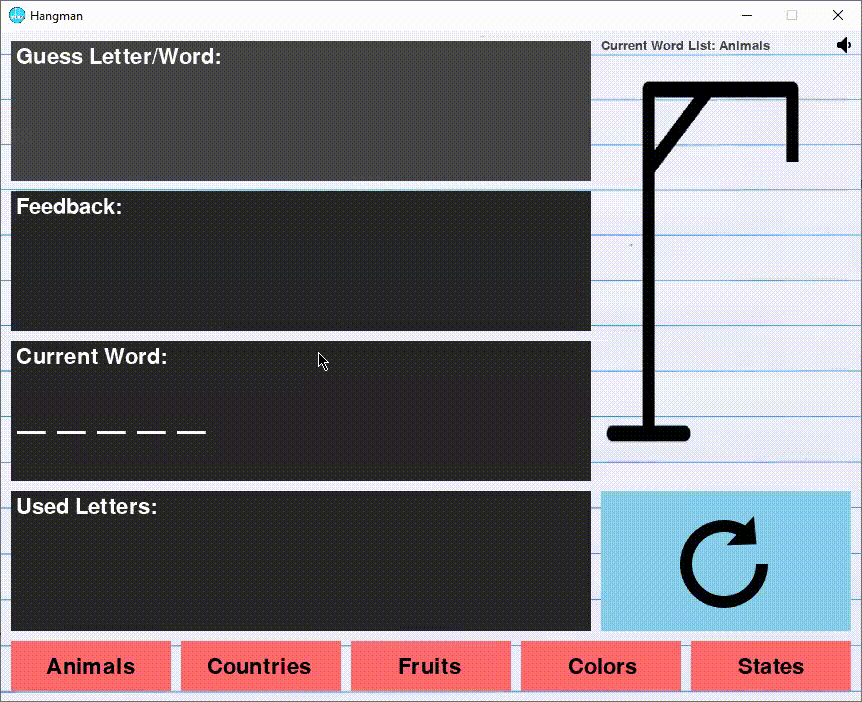 Hangman
Guess Letter/Word:
Current Word List: Animals
Feedback:
Current Word:
_ _ _ _ _
Used Letters:
Animals
Countries
Fruits
Colors
States